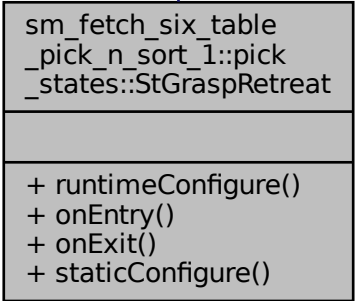 sm_fetch_six_table
_pick_n_sort_1::pick
_states::StGraspRetreat
+ runtimeConfigure()
+ onEntry()
+ onExit()
+ staticConfigure()